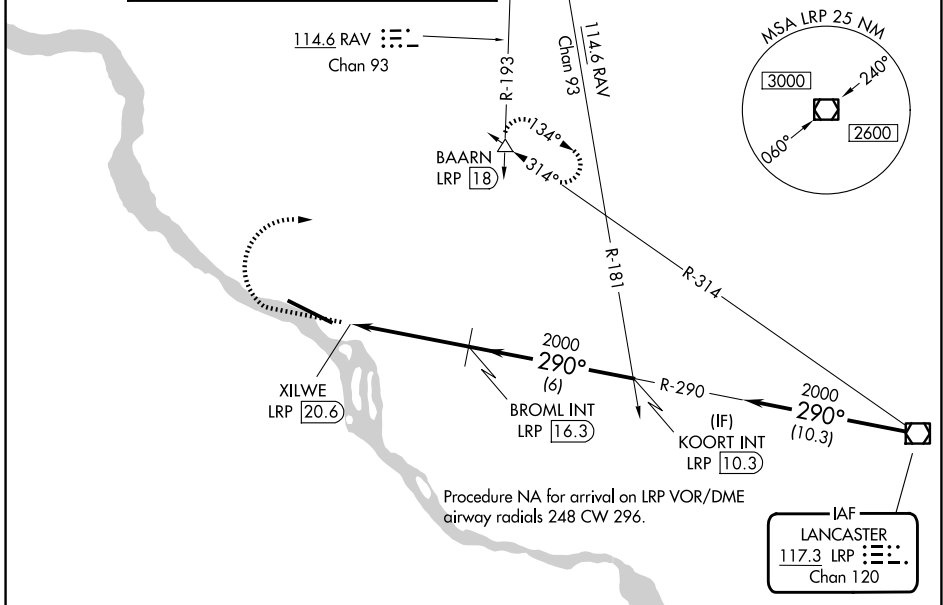 114.6 RAV
Chan 93
R-193
114.6 RAV
Chan 93
MSA LRP 25 NM
3000
240°
060°
2600
BAARN
LRP 18
134°
314°
R-181
R-314
2000
290°
(6)
R-290
2000
290°
(10.3)
XILWE
LRP 20.6
BROML INT
LRP 16.3
(IF)
KOORT INT
LRP 10.3
Procedure NA for arrival on LRP VOR/DME
airway radials 248 CW 296.
IAF
LANCASTER
117.3 LRP
Chan 120